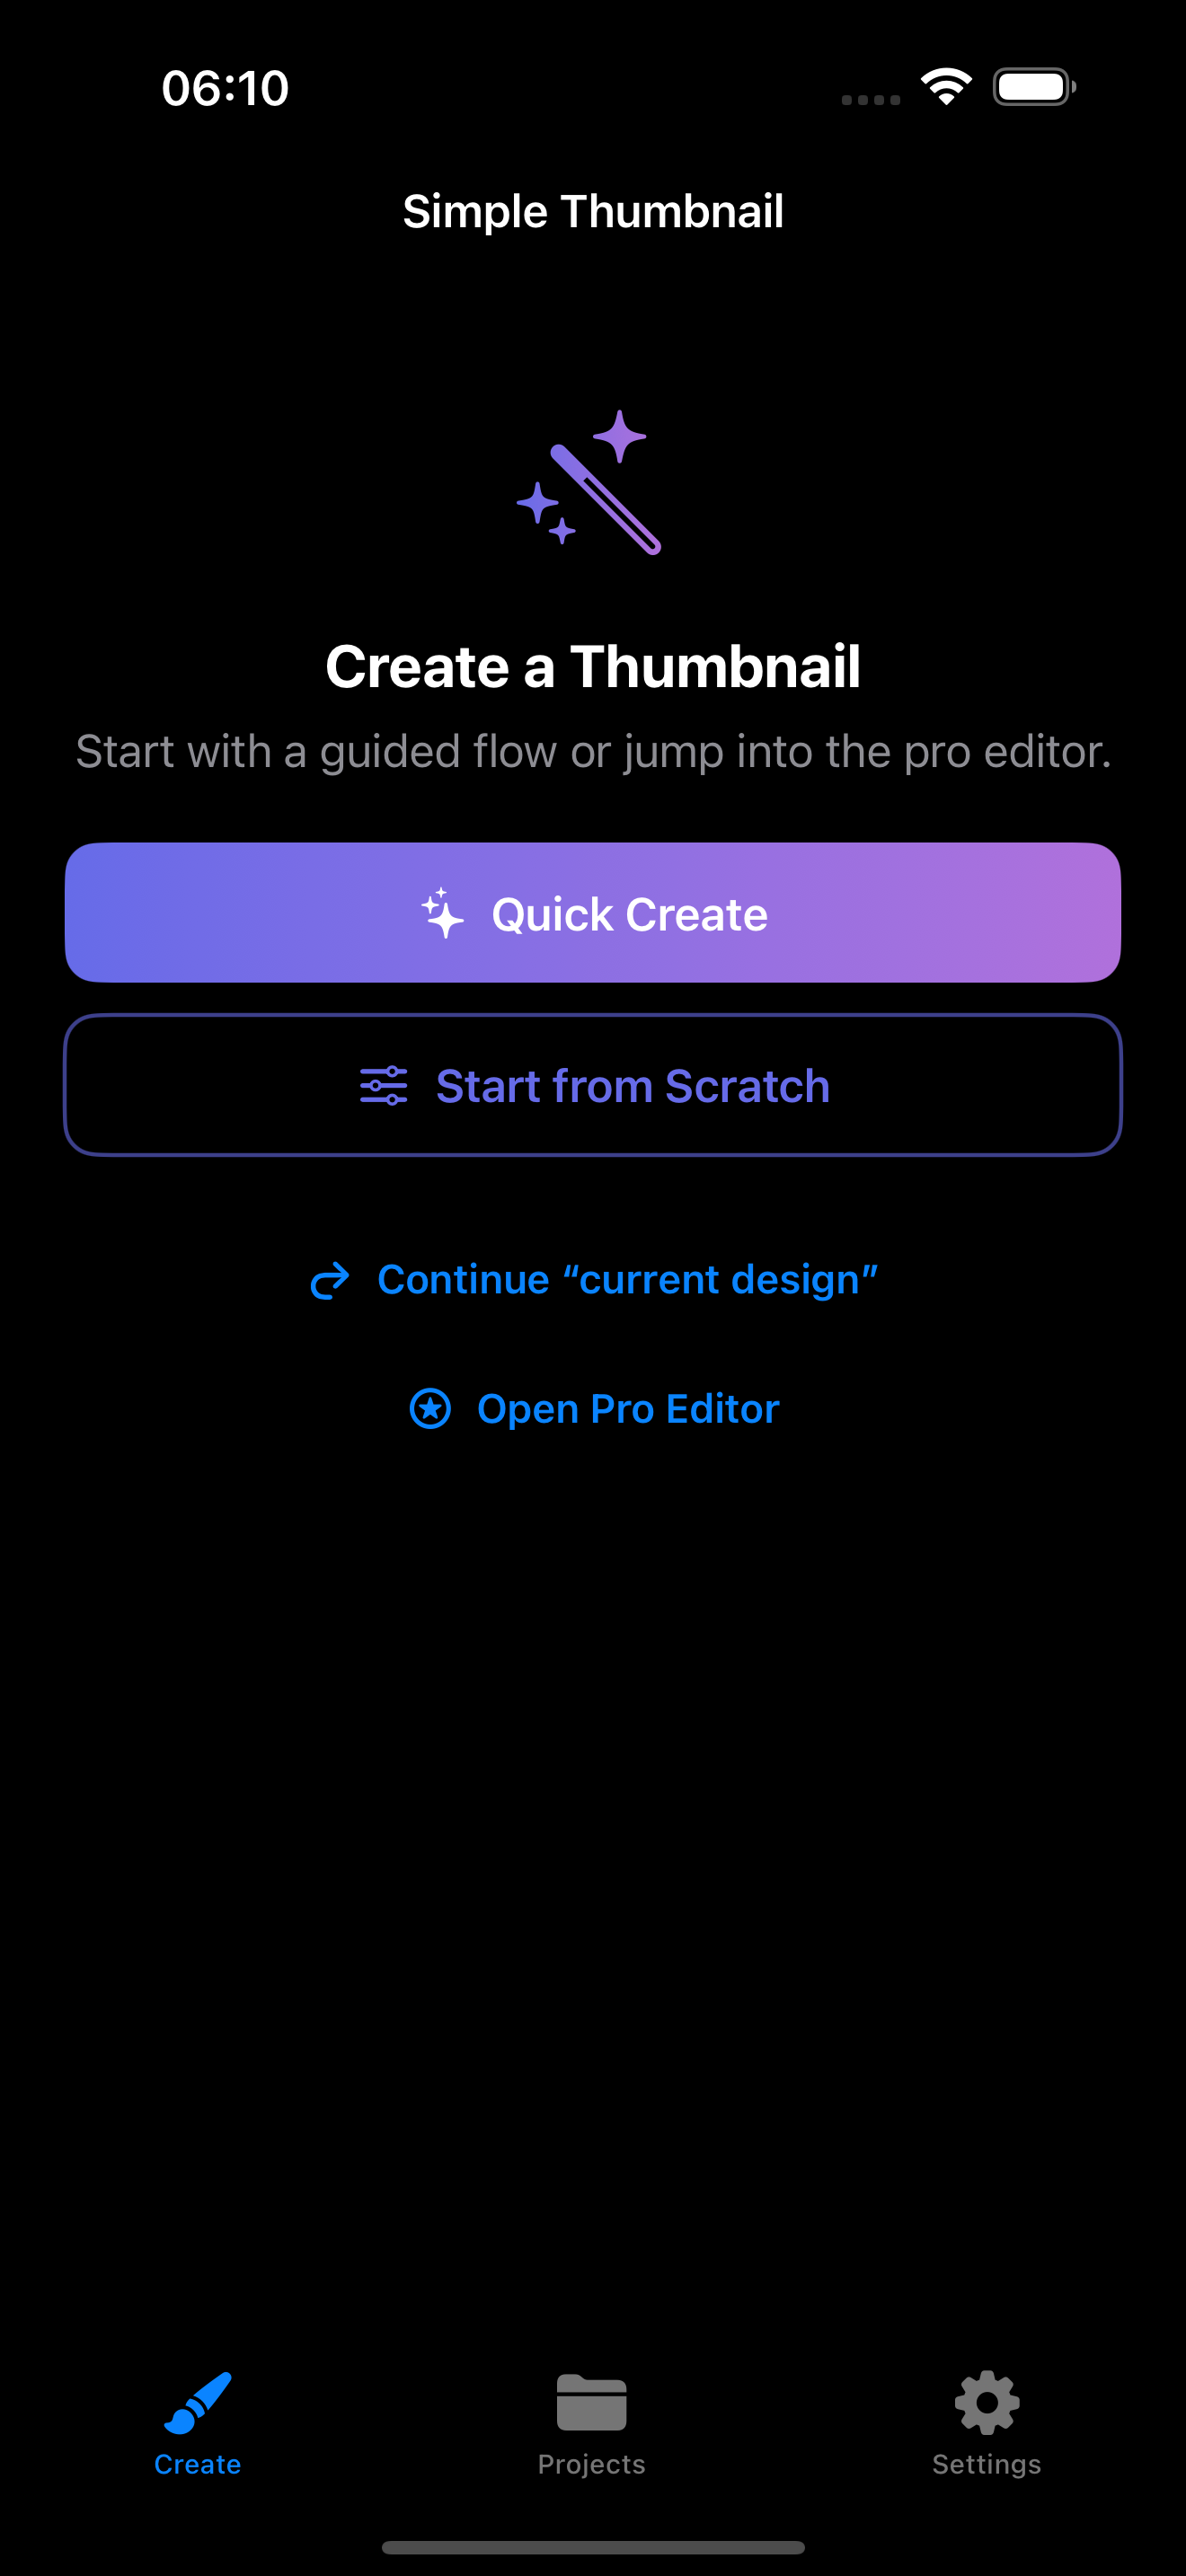 06:10
Simple Thumbnail
Create a Thumbnail
Start with a guided flow or jump into the pro editor.
Quick Create
Start from Scratch
Continue “current design”
Open Pro Editor
Create
Projects
Settings